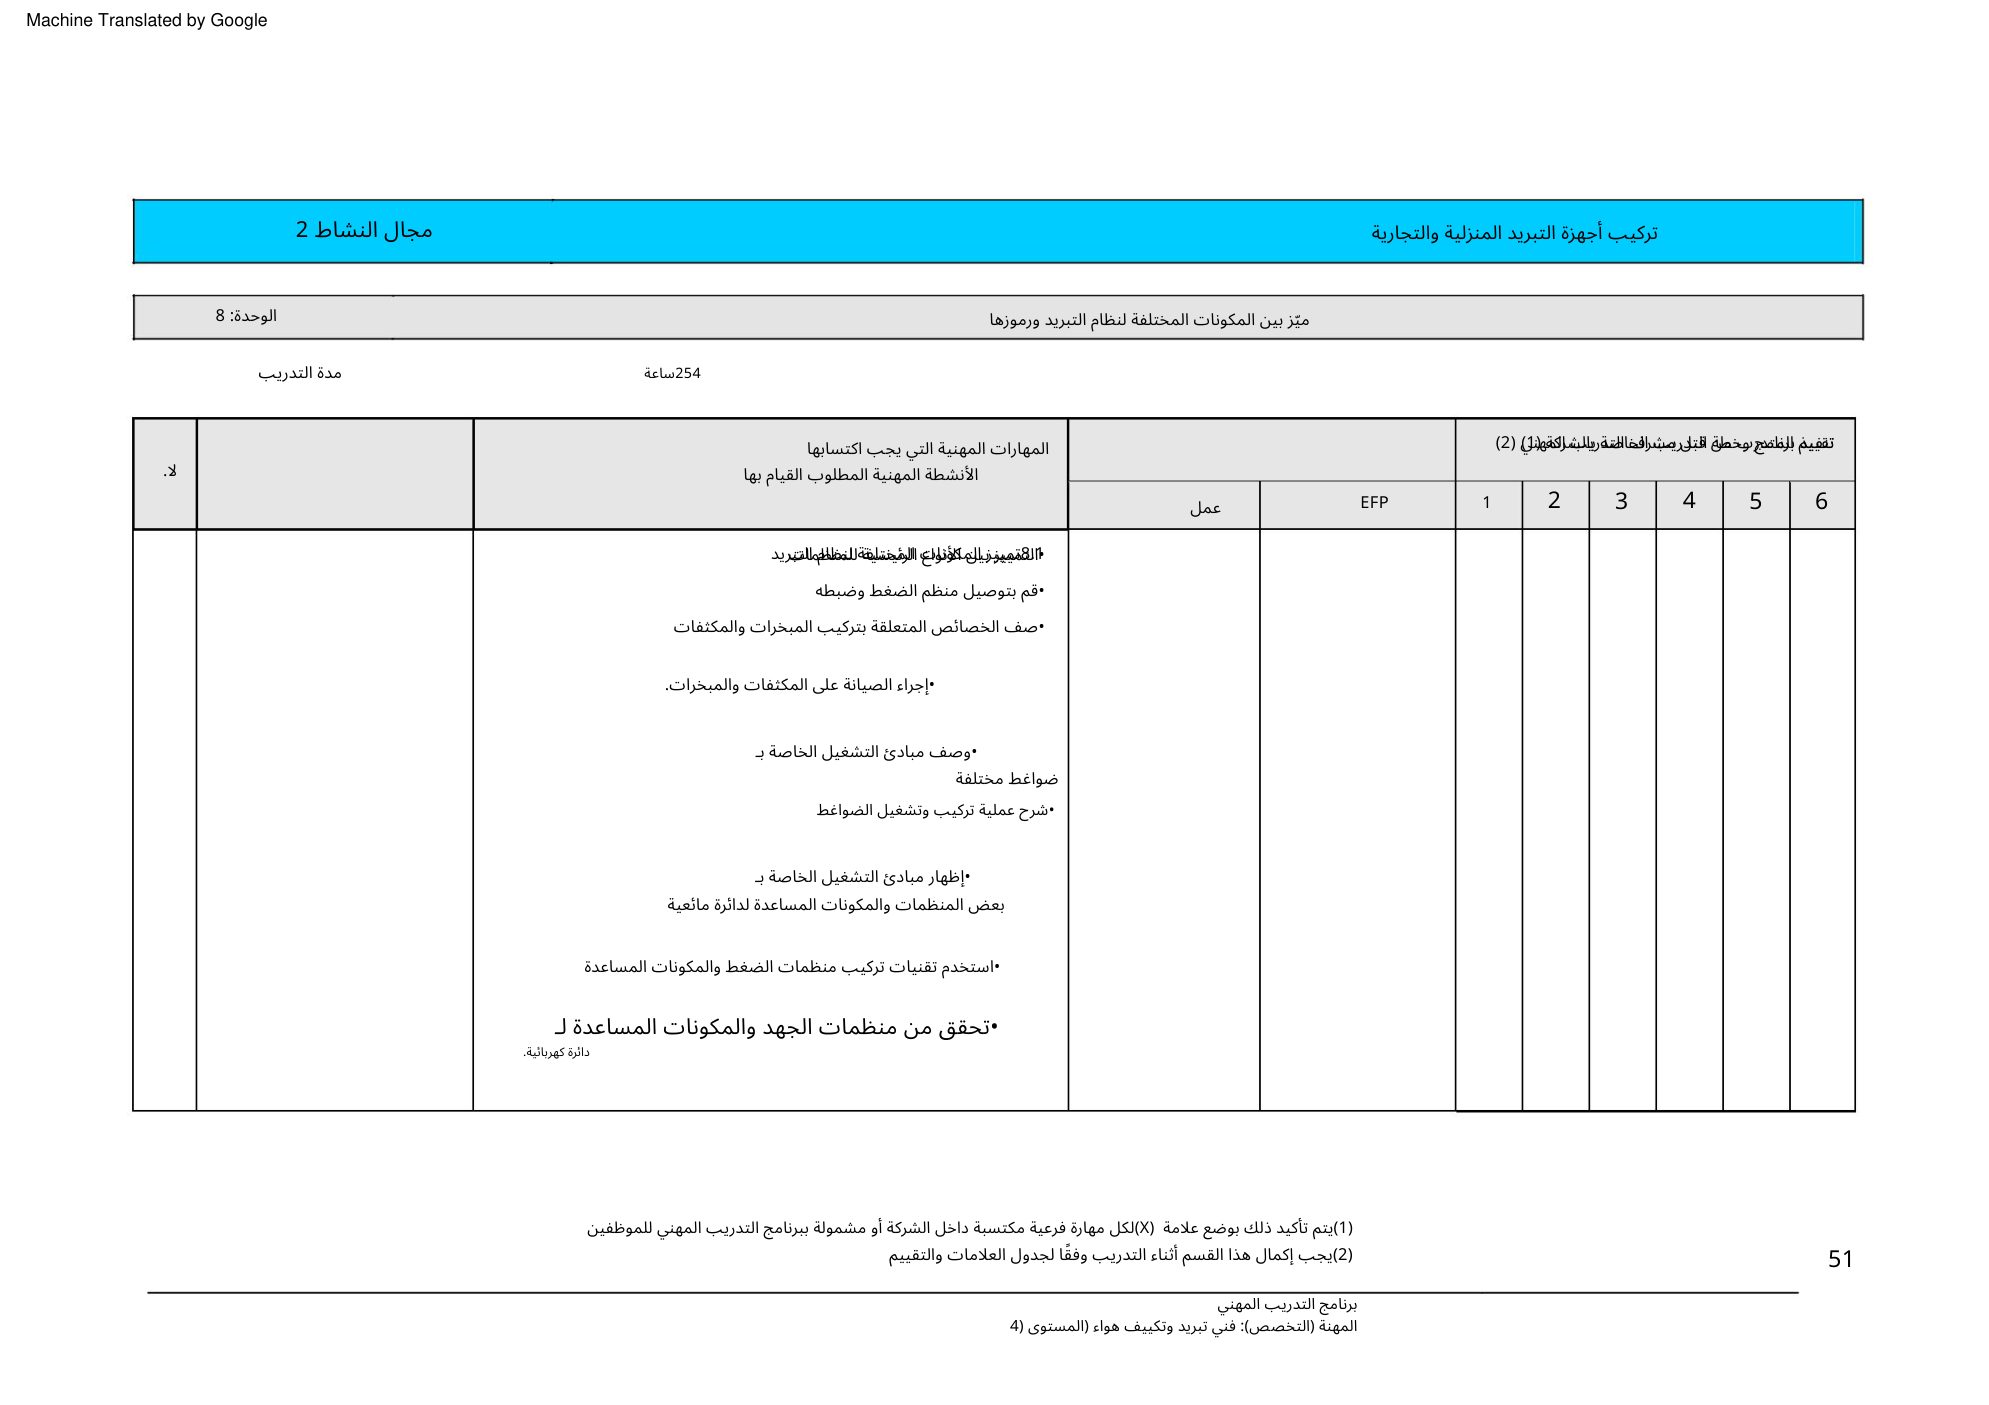 Machine Translated by Google
مجال النشاط 2
تركيب أجهزة التبريد المنزلية والتجارية
الوحدة: 8
ميّز بين المكونات المختلفة لنظام التبريد ورموزها
مدة التدريب
254ساعة
لا.
المهارات المهنية التي يجب اكتسابها
الأنشطة المهنية المطلوب القيام بها
(2)
عمل
EFP
1
2
3
4
5
6
•قم بتوصيل منظم الضغط وضبطه
•صف الخصائص المتعلقة بتركيب المبخرات والمكثفات
•إجراء الصيانة على المكثفات والمبخرات.
•وصف مبادئ التشغيل الخاصة بـ
ضواغط مختلفة
•شرح عملية تركيب وتشغيل الضواغط
•إظهار مبادئ التشغيل الخاصة بـ
بعض المنظمات والمكونات المساعدة لدائرة مائعية
•استخدم تقنيات تركيب منظمات الضغط والمكونات المساعدة
•تحقق من منظمات الجهد والمكونات المساعدة لـ
دائرة كهربائية.
(1)يتم تأكيد ذلك بوضع علامة (X)لكل مهارة فرعية مكتسبة داخل الشركة أو مشمولة ببرنامج التدريب المهني للموظفين
(2)يجب إكمال هذا القسم أثناء التدريب وفقًا لجدول العلامات والتقييم
51
برنامج التدريب المهني
المهنة (التخصص): فني تبريد وتكييف هواء (المستوى 4)